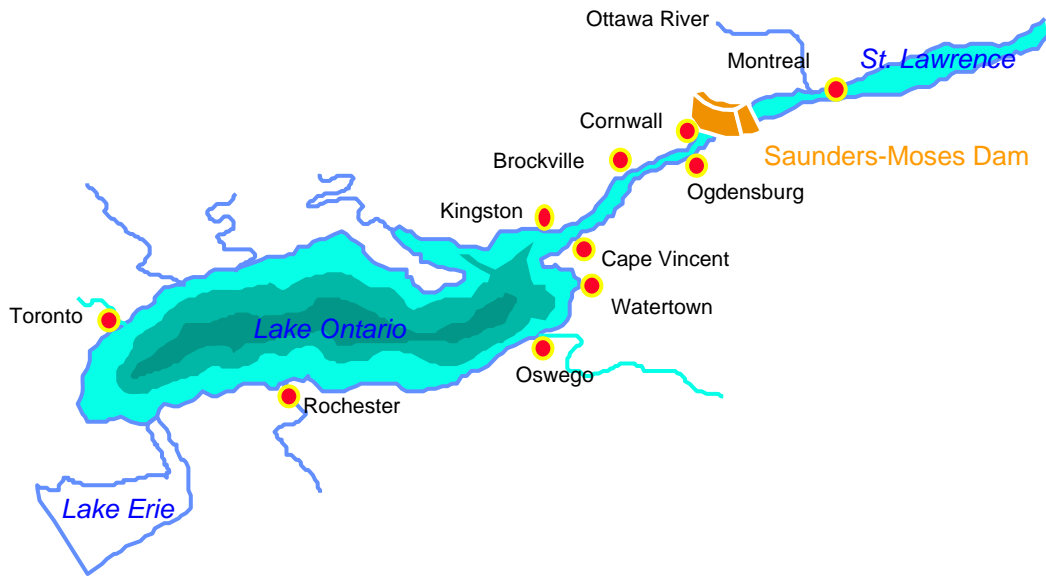 Ottawa River
Montreal
St. Lawrence
Cornwall
Saunders-Moses Dam
Brockville
Ogdensburg
Kingston
Cape Vincent
Watertown
Toronto
Lake Ontario
Oswego
Rochester
Lake Erie